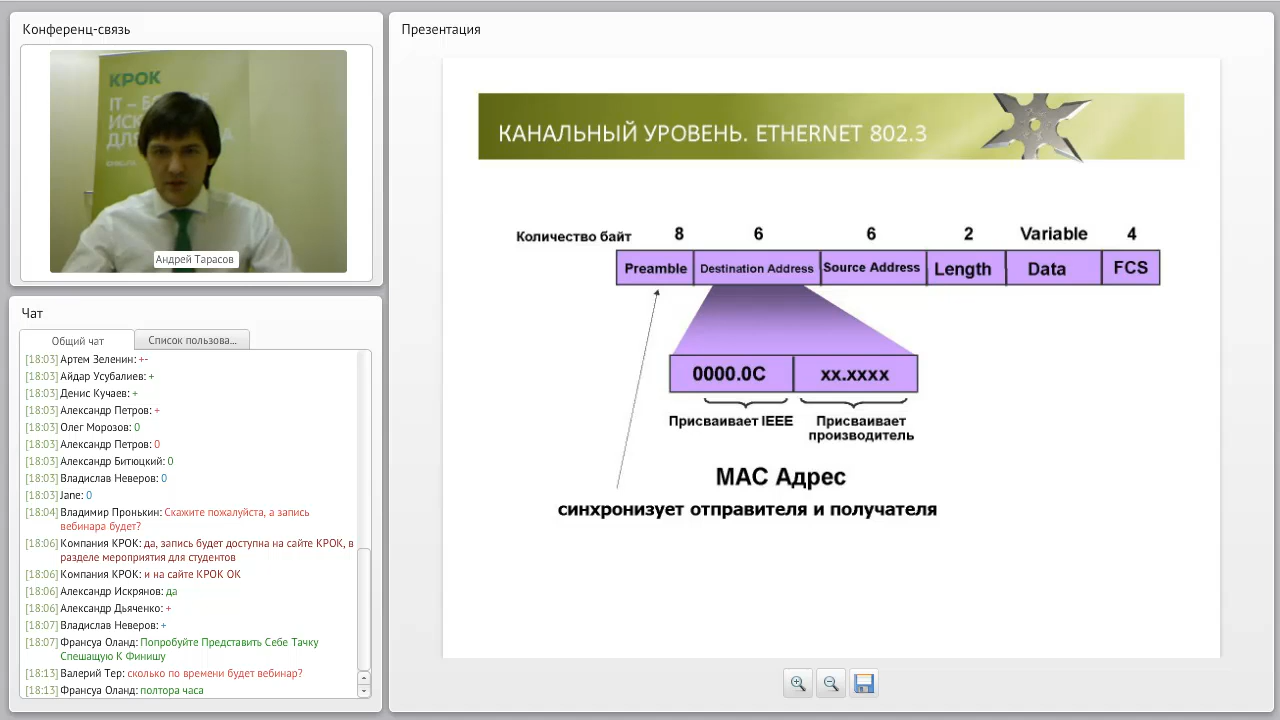 Конференц-связь
КРОК
Андрей Тарасов
Чат
Общий чат
Список пользова...
[18:03] Артем Зеленин: +-
[18:03] Айдар Усубалиев: +
[18:03] Денис Кучаев: +
[18:03] Александр Петров: +
[18:03] Олег Морозов: 0
[18:03] Александр Петров: 0
[18:03] Александр Битюцкий: 0
[18:03] Владислав Неверов: 0
[18:03] Jane: 0
[18:04] Владимир Пронькин: Скажите пожалуйста, а запись
вебинара будет?
[18:06] Компания КРОК: да, запись будет доступна на сайте КРОК, в
разделе мероприятия для студентов
[18:06] Компания КРОК: и на сайте КРОК ОК
[18:06] Александр Искрянов: да
[18:06] Александр Дьяченко: +
[18:07] Владислав Неверов: +
[18:07] Франсуа Оланд: Попробуйте Представить Себе Тачку
Спешащую К Финишу
[18:13] Валерий Тер: сколько по времени будет вебинар?
[18:13] Франсуа Оланд: полтора часа
Презентация
КАНАЛЬНЫЙ УРОВЕНЬ. ETHERNET 802.3
Количество байт 8 6 6 2 Variable 4
Preamble Destination Address Source Address Length Data FCS
0000.0C xx.xxxx
Присваивает IEEE
Присваивает
производитель
MAC Адрес
синхронизует отправителя и получателя